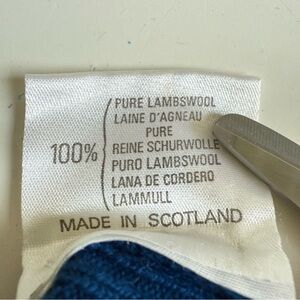 100%
PURE LAMBSWOOL
LAINE D'AGNEAU
PURE
REINE SCHURWOLLE
PURO LAMBSWOOL
LANA DE CORDERO
LAMMULL
MADE IN SCOTLAND